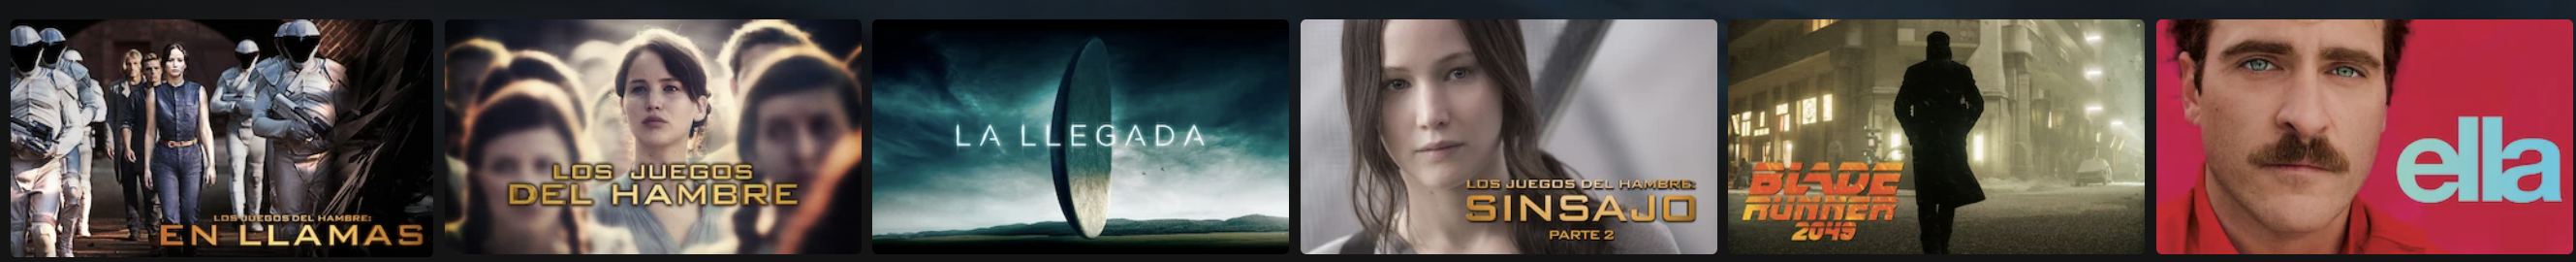 LOS JUEGOS DEL HAMBRE:
EN LLAMAS
LOS JUEGOS
DEL HAMBRE
LA LLEGADA
LOS JUEGOS DEL HAMBRE:
SINSAJO
PARTE 2
BLADE
RUNNER
2049
ella